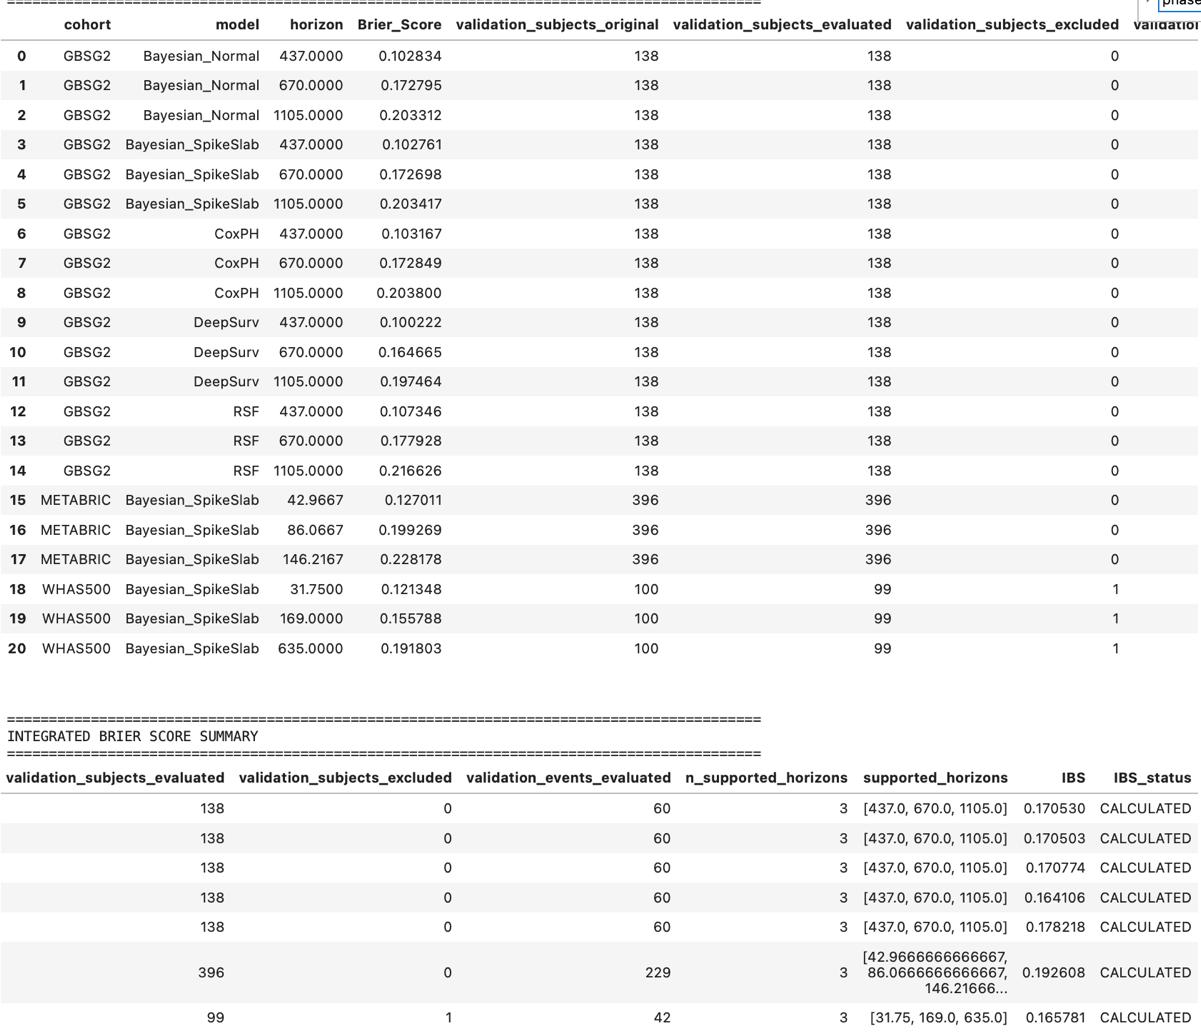 phase
================================================================================
cohort model horizon Brier_Score validation_subjects_original validation_subjects_evaluated validation_subjects_excluded
0 GBSG2 Bayesian_Normal 437.0000 0.102834 138 138 0
1 GBSG2 Bayesian_Normal 670.0000 0.172795 138 138 0
2 GBSG2 Bayesian_Normal 1105.0000 0.203312 138 138 0
3 GBSG2 Bayesian_SpikeSlab 437.0000 0.102761 138 138 0
4 GBSG2 Bayesian_SpikeSlab 670.0000 0.172698 138 138 0
5 GBSG2 Bayesian_SpikeSlab 1105.0000 0.203417 138 138 0
6 GBSG2 CoxPH 437.0000 0.103167 138 138 0
7 GBSG2 CoxPH 670.0000 0.172849 138 138 0
8 GBSG2 CoxPH 1105.0000 0.203800 138 138 0
9 GBSG2 DeepSurv 437.0000 0.100222 138 138 0
10 GBSG2 DeepSurv 670.0000 0.164665 138 138 0
11 GBSG2 DeepSurv 1105.0000 0.197464 138 138 0
12 GBSG2 RSF 437.0000 0.107346 138 138 0
13 GBSG2 RSF 670.0000 0.177928 138 138 0
14 GBSG2 RSF 1105.0000 0.216626 138 138 0
15 METABRIC Bayesian_SpikeSlab 42.9667 0.127011 396 396 0
16 METABRIC Bayesian_SpikeSlab 86.0667 0.199269 396 396 0
17 METABRIC Bayesian_SpikeSlab 146.2167 0.228178 396 396 0
18 WHAS500 Bayesian_SpikeSlab 31.7500 0.121348 100 99 1
19 WHAS500 Bayesian_SpikeSlab 169.0000 0.155788 100 99 1
20 WHAS500 Bayesian_SpikeSlab 635.0000 0.191803 100 99 1
================================================================================
INTEGRATED BRIER SCORE SUMMARY
================================================================================
validation_subjects_evaluated validation_subjects_excluded validation_events_evaluated n_supported_horizons supported_horizons IBS IBS_status
138 0 60 3 [437.0, 670.0, 1105.0] 0.170530 CALCULATED
138 0 60 3 [437.0, 670.0, 1105.0] 0.170503 CALCULATED
138 0 60 3 [437.0, 670.0, 1105.0] 0.170774 CALCULATED
138 0 60 3 [437.0, 670.0, 1105.0] 0.164106 CALCULATED
138 0 60 3 [437.0, 670.0, 1105.0] 0.178218 CALCULATED
[42.9666666666667,
396 0 229 3 86.0666666666667, 0.192608 CALCULATED
146.21666...
99 1 42 3 [31.75, 169.0, 635.0] 0.165781 CALCULATED